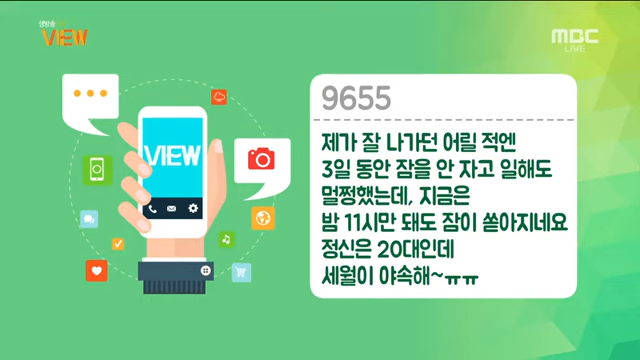 생방송
VIEW
MBC
LIVE
VIEW
9655
제가 잘 나가던 어릴 적엔
3일 동안 잠을 안 자고 일해도
멀쩡했는데, 지금은
밤 11시만 돼도 잠이 쏟아지네요
정신은 20대인데
세월이 야속해~ㅠㅠ